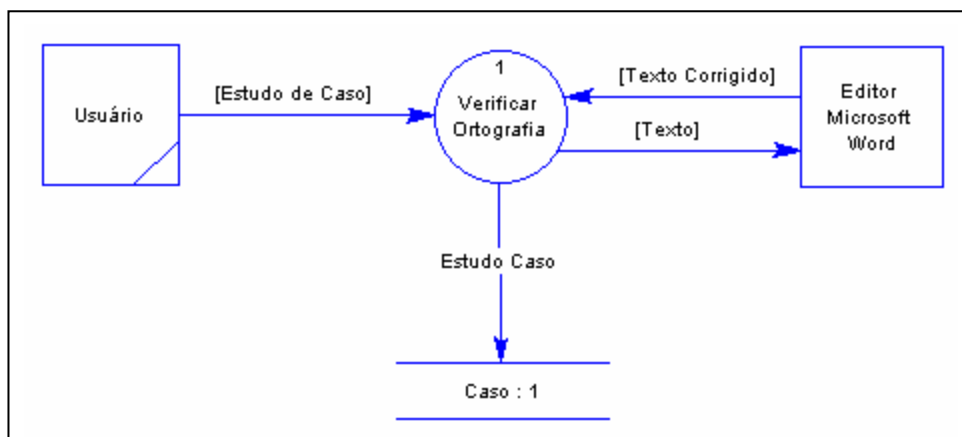 Usuário
[Estudo de Caso]
1
Verificar
Ortografia
[Texto Corrigido]
[Texto]
Editor
Microsoft
Word
Estudo Caso
Caso : 1